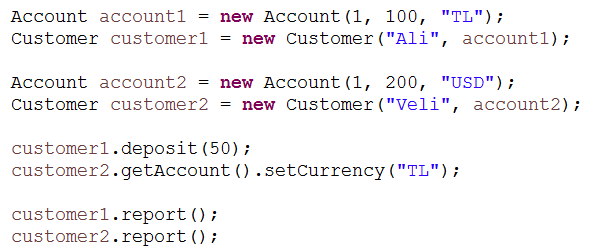 Account account1 = new Account(1, 100, "TL");
Customer customer1 = new Customer("Ali", account1);
Account account2 = new Account(1, 200, "USD");
Customer customer2 = new Customer("Veli", account2);
customer1.deposit(50);
customer2.getAccount().setCurrency("TL");
customer1.report();
customer2.report();